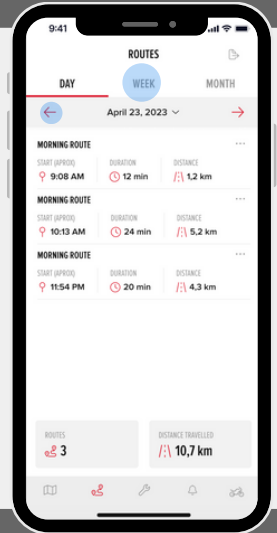 9:41
ROUTES
DAY WEEK MONTH
April 23, 2023
MORNING ROUTE
START (APROX) DURATION DISTANCE
9:08 AM 12 min 1,2 km
MORNING ROUTE
START (APROX) DURATION DISTANCE
10:13 AM 24 min 5,2 km
MORNING ROUTE
START (APROX) DURATION DISTANCE
11:54 PM 20 min 4,3 km
ROUTES DISTANCE TRAVELLED
3 10,7 km